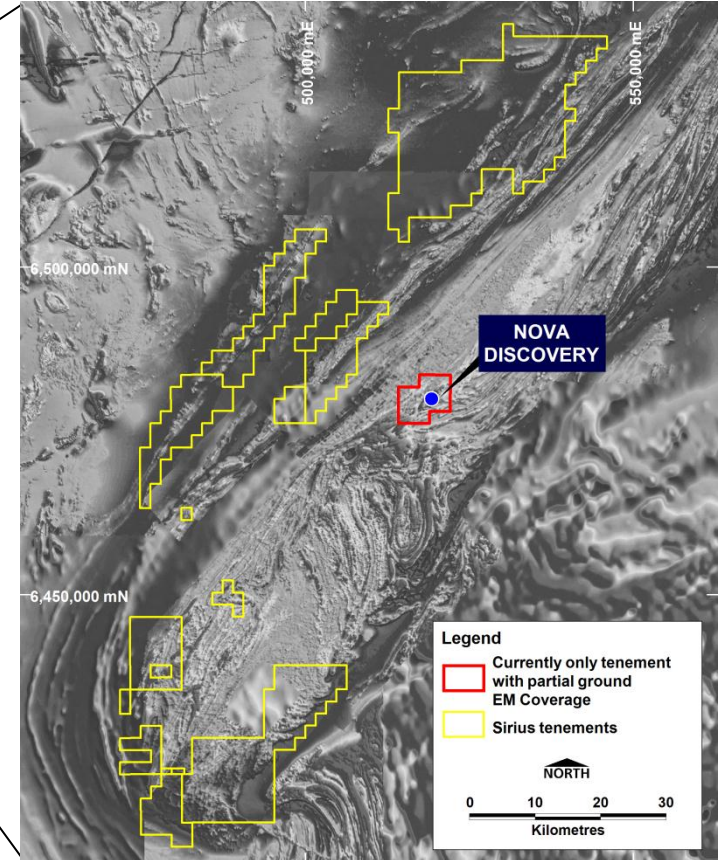 500,000 mE
550,000 mE
6,500,000 mN
NOVA
DISCOVERY
6,450,000 mN
Legend
Currently only tenement
with partial ground
EM Coverage
Sirius tenements
NORTH
0 10 20 30
Kilometres